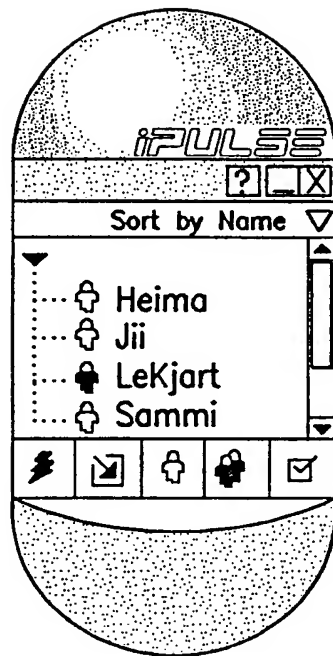 iPULSE
? _ X
Sort by Name
Heima
Jii
LeKjart
Sammi